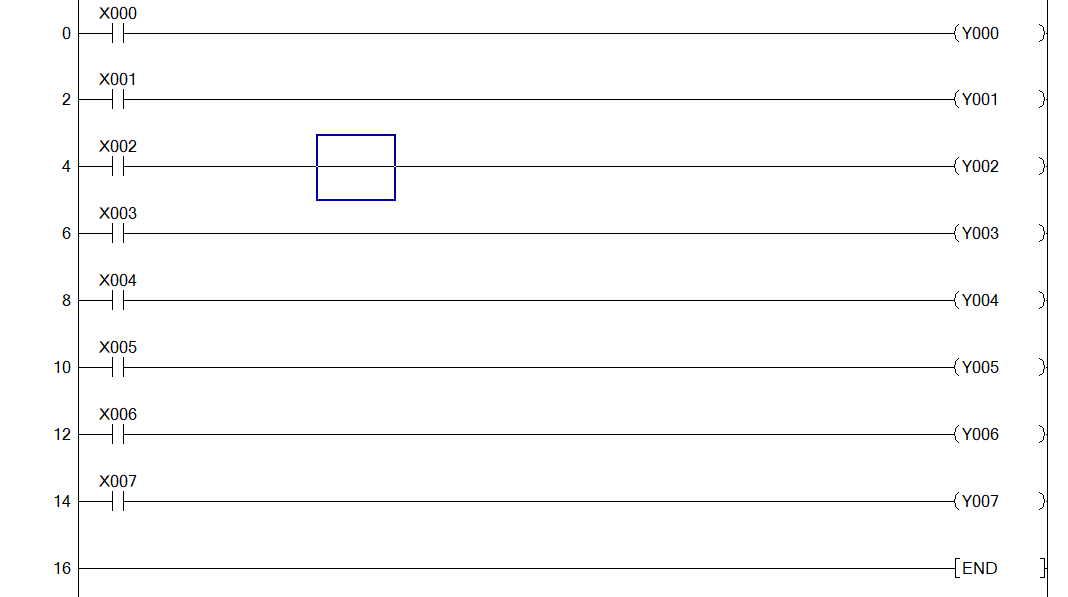 X000
0 (Y000 )
X001
2 (Y001 )
X002
4 (Y002 )
X003
6 (Y003 )
X004
8 (Y004 )
X005
10 (Y005 )
X006
12 (Y006 )
X007
14 (Y007 )
16 [END ]